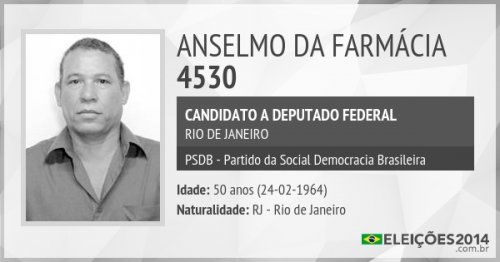 ANSELMO DA FARMÁCIA
4530
CANDIDATO A DEPUTADO FEDERAL
RIO DE JANEIRO
PSDB - Partido da Social Democracia Brasileira
Idade: 50 anos (24-02-1964)
Naturalidade: RJ - Rio de Janeiro
ELEIÇÕES2014
.com.br